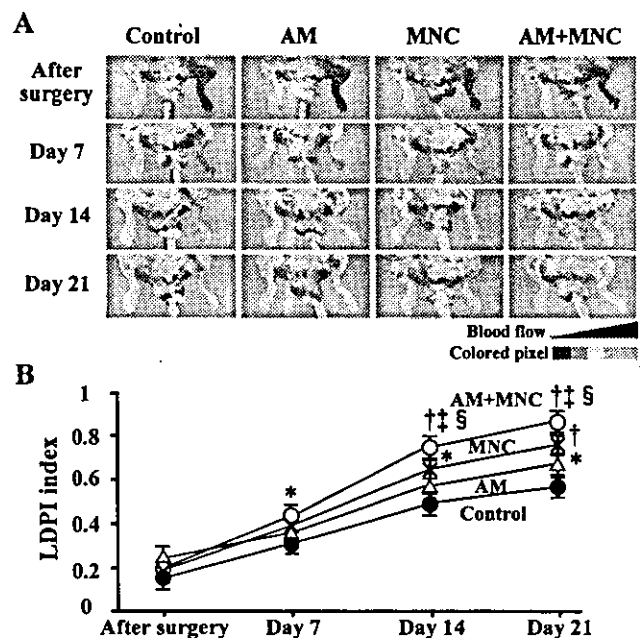 A
Control AM MNC AM+MNC
After
surgery
Day 7
Day 14
Day 21
Blood flow
Colored pixel
B
LDPI index
1
0.8
0.6
0.4
0.2
0
AM+MNC
†‡ §
†‡ §
MNC
*
†
*
*
AM
Control
After surgery Day 7 Day 14 Day 21